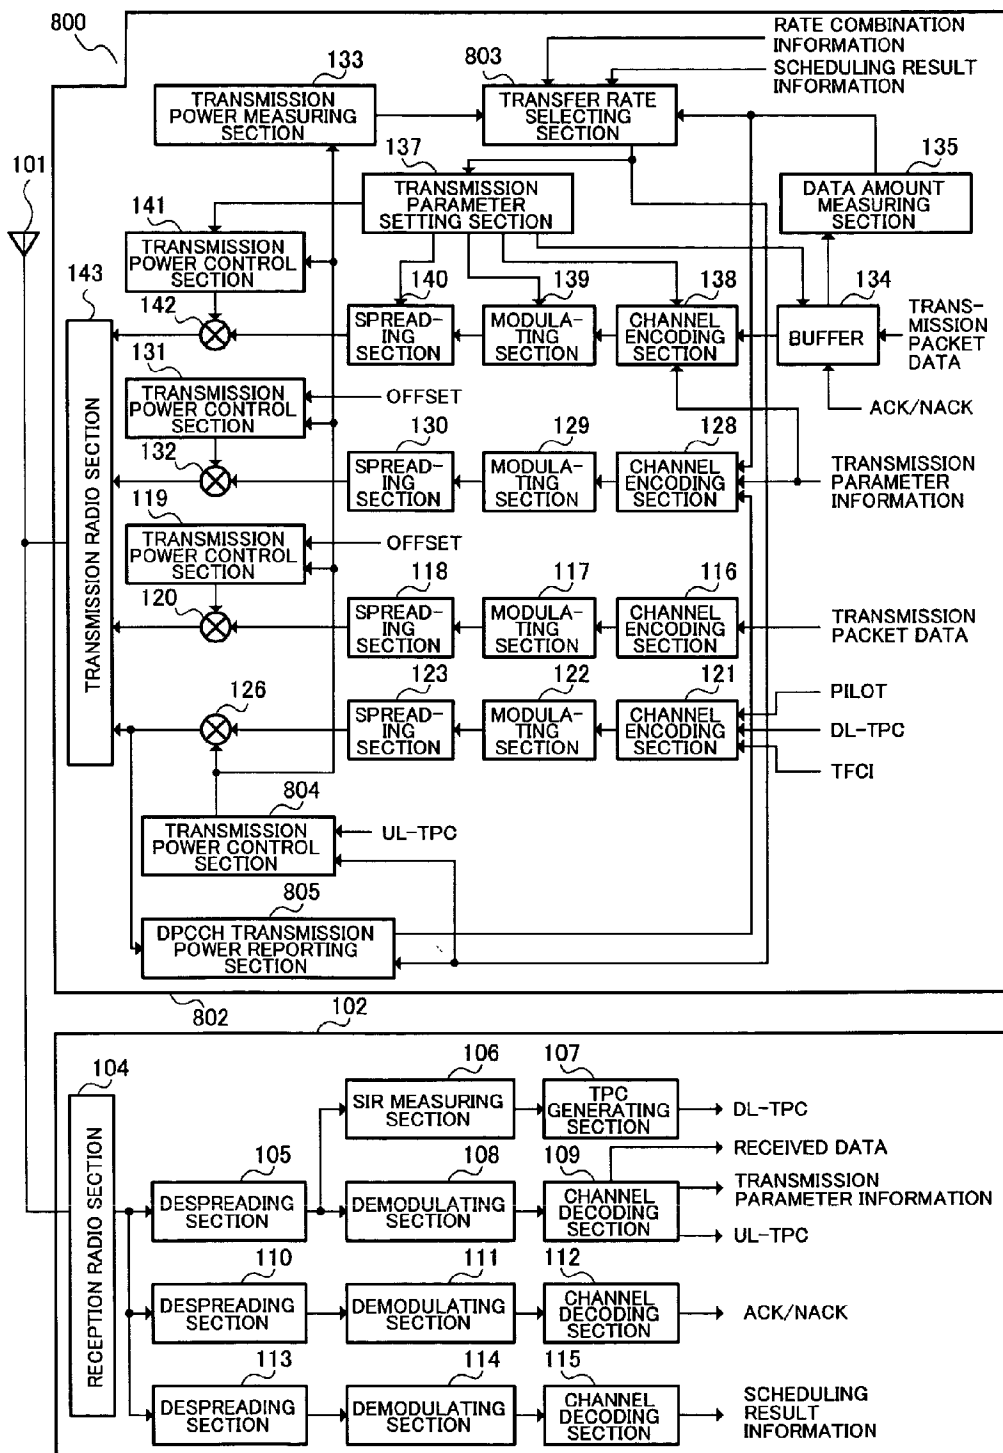 800
RATE COMBINATION
INFORMATION
SCHEDULING RESULT
INFORMATION
133
TRANSMISSION
POWER MEASURING
SECTION
803
TRANSFER RATE
SELECTING
SECTION
101
137
TRANSMISSION
PARAMETER
SETTING SECTION
135
DATA AMOUNT
MEASURING
SECTION
141
TRANSMISSION
POWER CONTROL
SECTION
143
TRANSMISSION RADIO SECTION
142
140
SPREAD-
ING
SECTION
139
MODULA-
TING
SECTION
138
CHANNEL
ENCODING
SECTION
134
BUFFER
TRANS-
MISSION
PACKET
DATA
ACK/NACK
131
TRANSMISSION
POWER CONTROL
SECTION
OFFSET
132
130
SPREAD-
ING
SECTION
129
MODULA-
TING
SECTION
128
CHANNEL
ENCODING
SECTION
TRANSMISSION
PARAMETER
INFORMATION
119
TRANSMISSION
POWER CONTROL
SECTION
OFFSET
120
118
SPREAD-
ING
SECTION
117
MODULA-
TING
SECTION
116
CHANNEL
ENCODING
SECTION
TRANSMISSION
PACKET DATA
126
123
SPREAD-
ING
SECTION
122
MODULA-
TING
SECTION
121
CHANNEL
ENCODING
SECTION
PILOT
DL-TPC
TFCI
804
TRANSMISSION
POWER CONTROL
SECTION
UL-TPC
805
DPCCH TRANSMISSION
POWER REPORTING
SECTION
802
102
104
RECEPTION RADIO SECTION
106
SIR MEASURING
SECTION
107
TPC
GENERATING
SECTION
DL-TPC
105
DESPREADING
SECTION
108
DEMODULATING
SECTION
109
CHANNEL
DECODING
SECTION
RECEIVED DATA
TRANSMISSION
PARAMETER INFORMATION
UL-TPC
110
DESPREADING
SECTION
111
DEMODULATING
SECTION
112
CHANNEL
DECODING
SECTION
ACK/NACK
113
DESPREADING
SECTION
114
DEMODULATING
SECTION
115
CHANNEL
DECODING
SECTION
SCHEDULING
RESULT
INFORMATION